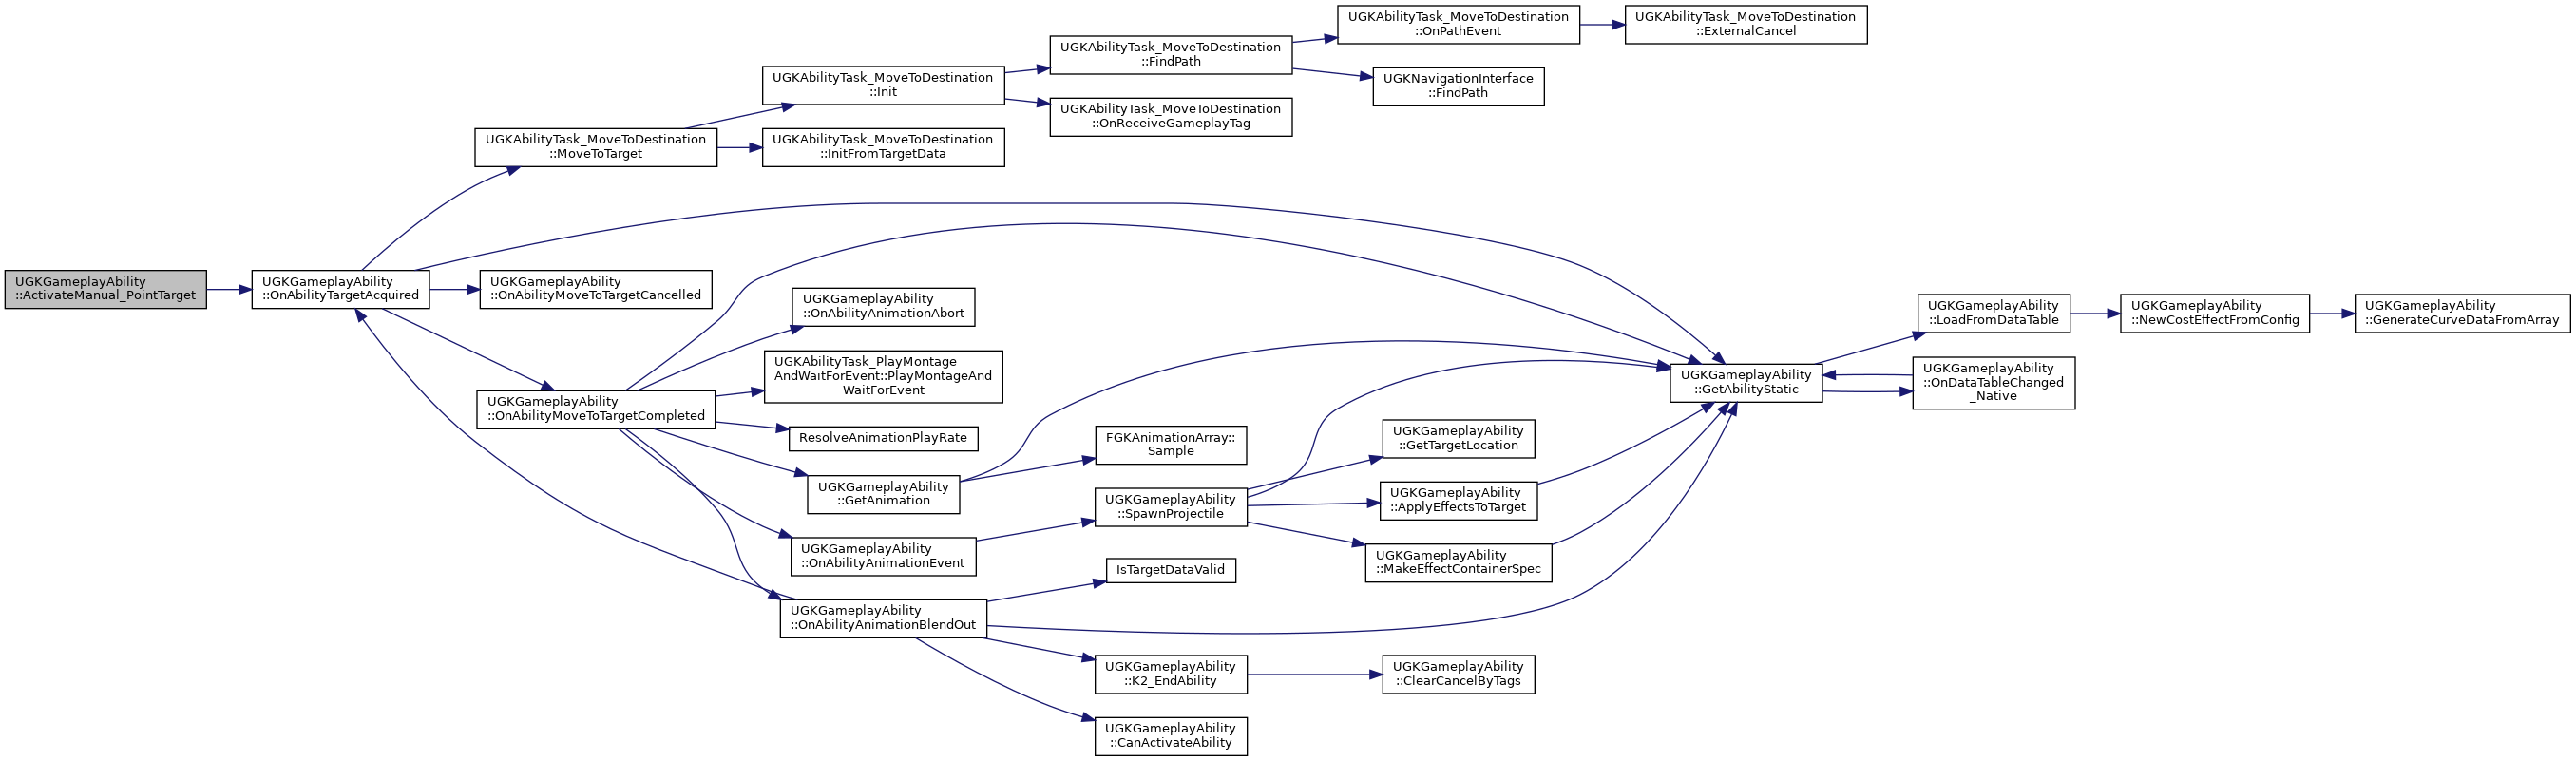 UGKGameplayAbility
::ActivateManual_PointTarget
UGKGameplayAbility
::OnAbilityTargetAcquired
UGKAbilityTask_MoveToDestination
::MoveToTarget
UGKAbilityTask_MoveToDestination
::Init
UGKAbilityTask_MoveToDestination
::FindPath
UGKAbilityTask_MoveToDestination
::OnPathEvent
UGKAbilityTask_MoveToDestination
::ExternalCancel
UGKNavigationInterface
::FindPath
UGKAbilityTask_MoveToDestination
::OnReceiveGameplayTag
UGKAbilityTask_MoveToDestination
::InitFromTargetData
UGKGameplayAbility
::OnAbilityMoveToTargetCancelled
UGKGameplayAbility
::OnAbilityMoveToTargetCompleted
UGKGameplayAbility
::OnAbilityAnimationAbort
UGKAbilityTask_PlayMontage
AndWaitForEvent::PlayMontageAnd
WaitForEvent
ResolveAnimationPlayRate
UGKGameplayAbility
::GetAnimation
UGKGameplayAbility
::OnAbilityAnimationEvent
UGKGameplayAbility
::OnAbilityAnimationBlendOut
FGKAnimationArray::
Sample
UGKGameplayAbility
::SpawnProjectile
IsTargetDataValid
UGKGameplayAbility
::K2_EndAbility
UGKGameplayAbility
::CanActivateAbility
UGKGameplayAbility
::GetTargetLocation
UGKGameplayAbility
::ApplyEffectsToTarget
UGKGameplayAbility
::MakeEffectContainerSpec
UGKGameplayAbility
::ClearCancelByTags
UGKGameplayAbility
::GetAbilityStatic
UGKGameplayAbility
::LoadFromDataTable
UGKGameplayAbility
::OnDataTableChanged
_Native
UGKGameplayAbility
::NewCostEffectFromConfig
UGKGameplayAbility
::GenerateCurveDataFromArray